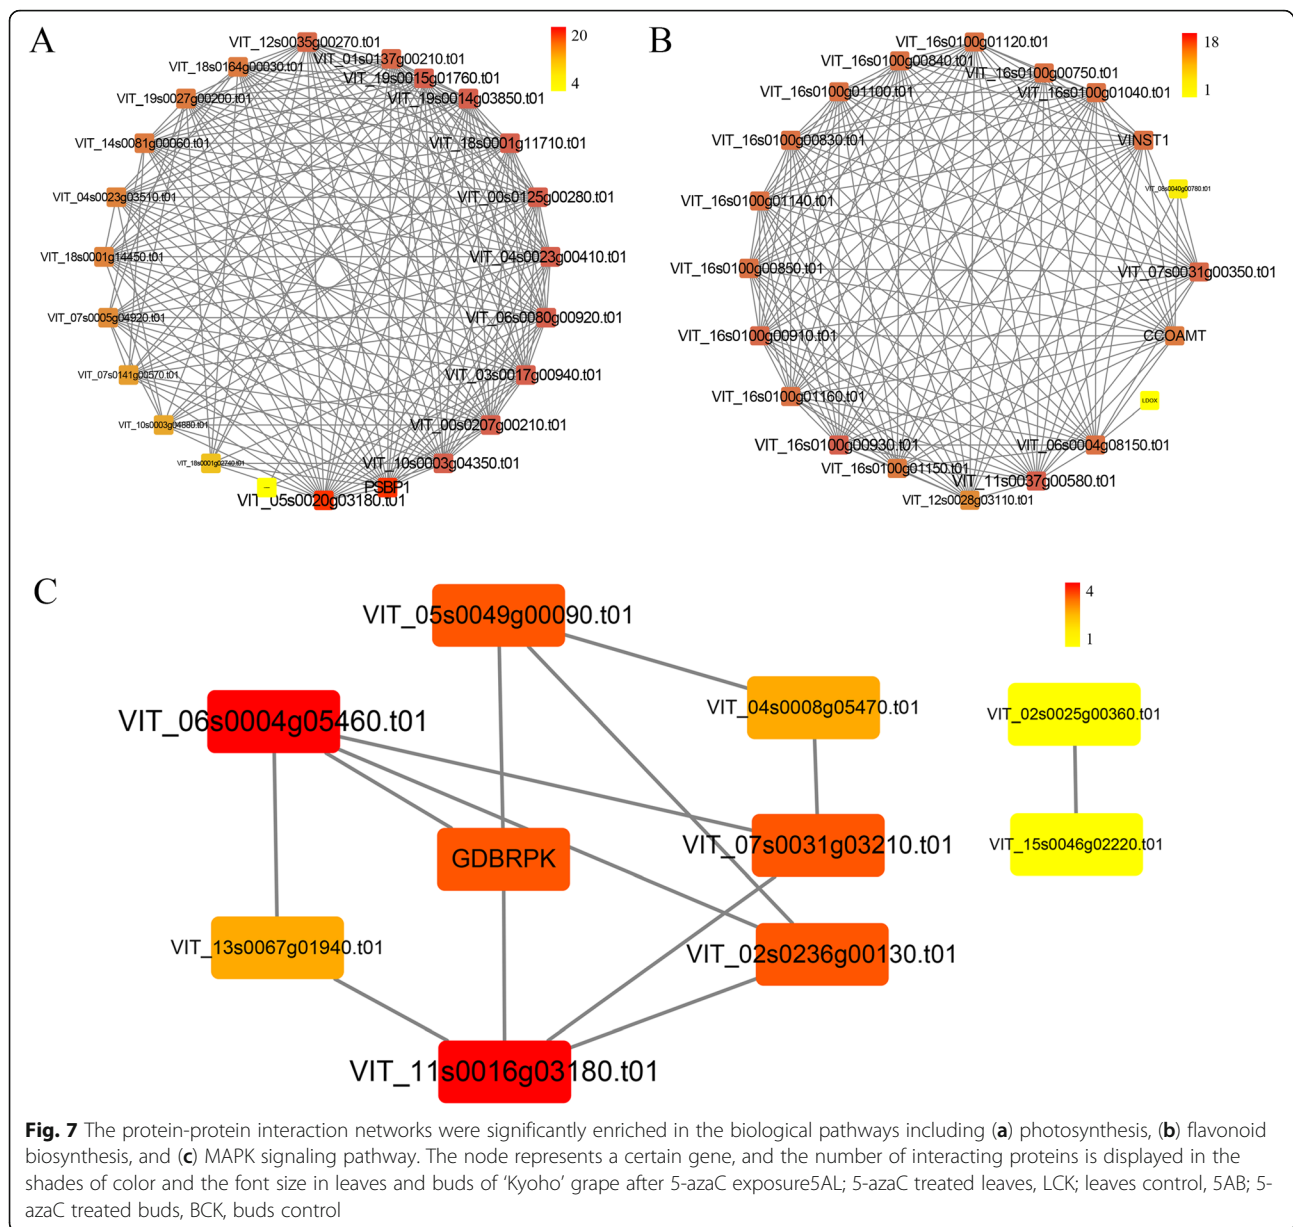 A
20
4
VIT_12s0035g00270.t01
VIT_01s0137g00210.t01
VIT_18s0164g00030.t01
VIT_19s0015g01760.t01
VIT_19s0027g00200.t01
VIT_19s0014g03850.t01
VIT_14s0081g00060.t01
VIT_18s0001g11710.t01
VIT_04s0023g03510.t01
VIT_00s0125g00280.t01
VIT_18s0001g14450.t01
VIT_04s0023g00410.t01
VIT_07s0005g04920.t01
VIT_06s0080g00920.t01
VIT_07s0141g00570.t01
VIT_03s0017g00940.t01
VIT_10s0003g04880.t01
VIT_00s0207g00210.t01
VIT_18s0001g02740.t01
VIT_10s0003g04350.t01
PSBP1
VIT_05s0020g03180.t01
B
18
1
VIT_16s0100g01120.t01
VIT_16s0100g00840.t01
VIT_16s0100g00750.t01
VIT_16s0100g01100.t01
VIT_16s0100g01040.t01
VIT_16s0100g00830.t01
VINST1
VIT_08s0040g00780.t01
VIT_16s0100g01140.t01
VIT_16s0100g00850.t01
VIT_07s0031g00350.t01
VIT_16s0100g00910.t01
CCOAMT
VIT_16s0100g01160.t01
LDOX
VIT_16s0100g00930.t01
VIT_06s0004g08150.t01
VIT_16s0100g01150.t01
VIT_11s0037g00580.t01
VIT_12s0028g03110.t01
C
4
1
VIT_05s0049g00090.t01
VIT_06s0004g05460.t01
VIT_04s0008g05470.t01
VIT_02s0025g00360.t01
GDBRPK
VIT_07s0031g03210.t01
VIT_15s0046g02220.t01
VIT_13s0067g01940.t01
VIT_02s0236g00130.t01
VIT_11s0016g03180.t01
Fig. 7 The protein-protein interaction networks were significantly enriched in the biological pathways including (a) photosynthesis, (b) flavonoid
biosynthesis, and (c) MAPK signaling pathway. The node represents a certain gene, and the number of interacting proteins is displayed in the
shades of color and the font size in leaves and buds of ‘Kyoho’ grape after 5-azaC exposure5AL; 5-azaC treated leaves, LCK; leaves control, 5AB; 5-
azaC treated buds, BCK, buds control